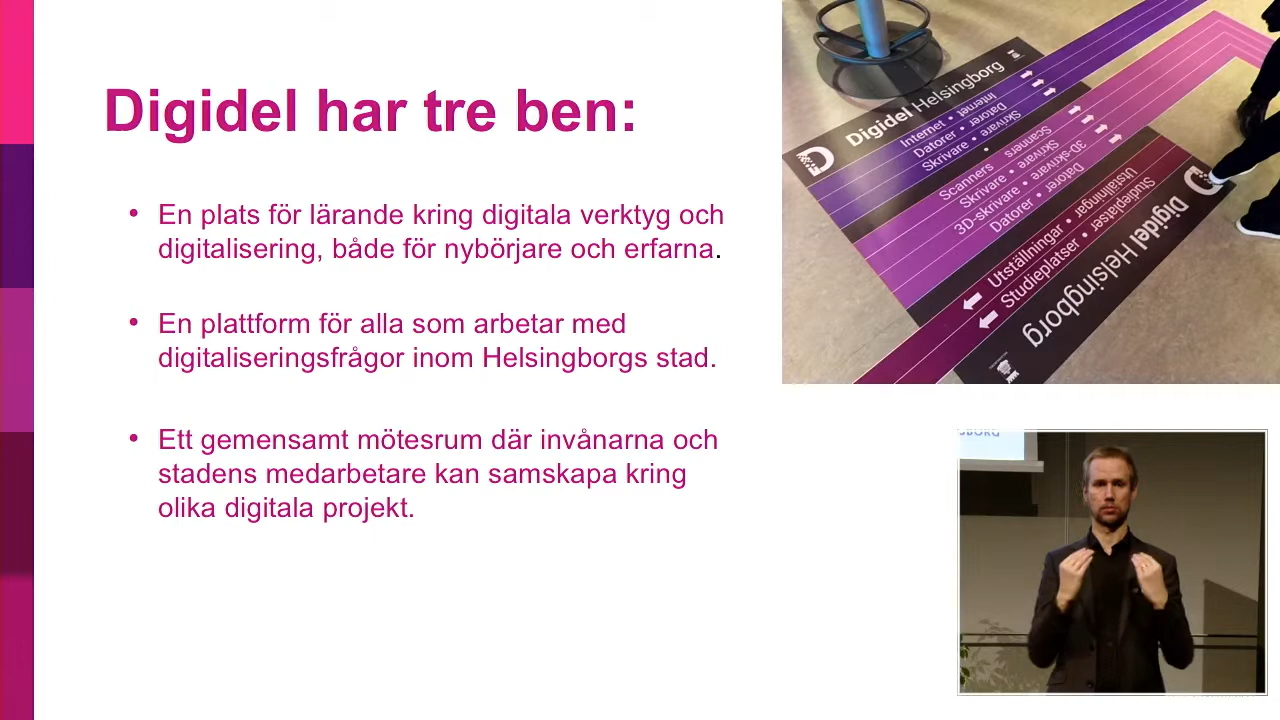 Digidel har tre ben:
• En plats för lärande kring digitala verktyg och
digitalisering, både för nybörjare och erfarna.
• En plattform för alla som arbetar med
digitaliseringsfrågor inom Helsingborgs stad.
• Ett gemensamt mötesrum där invånarna och
stadens medarbetare kan samskapa kring
olika digitala projekt.
D Digidel Helsingborg
Internet • Internet
Datorer • Datorer
Skrivare • Skrivare
Scanners • Scanners
Skrivare • Skrivare
3D-skrivare • 3D-skrivare
Datorer • Datorer
Utställningar • Utställningar
Studieplatser • Studieplatser
D Digidel Helsingborg